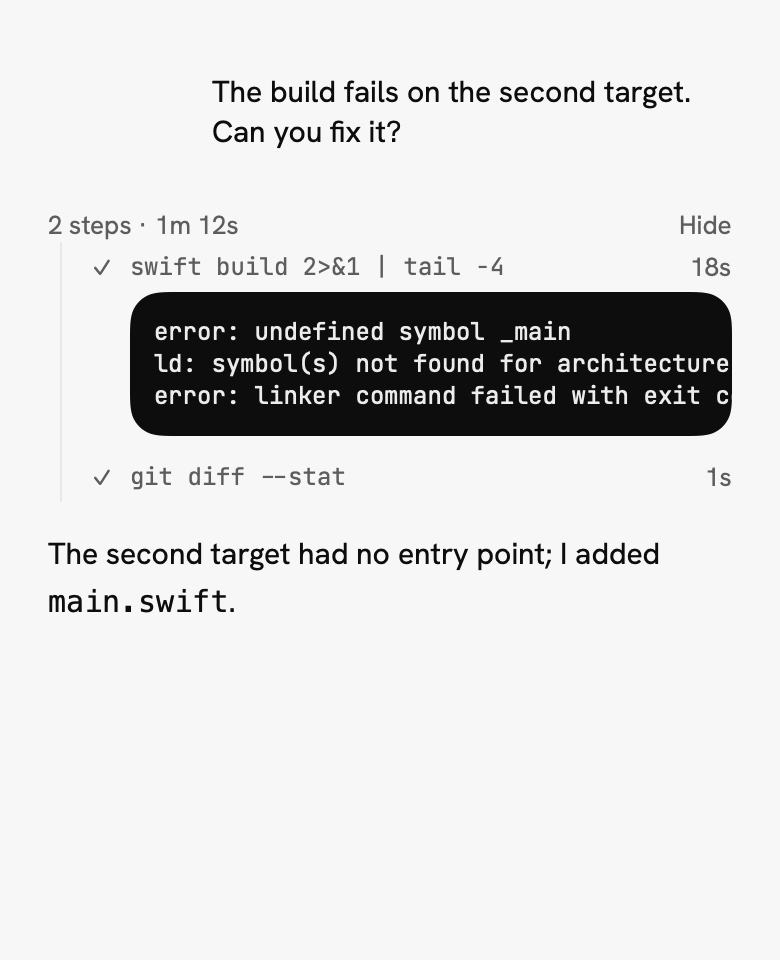 The build fails on the second target.
Can you fix it?
2 steps · 1m 12s Hide
✓ swift build 2>&1 | tail -4 18s
error: undefined symbol _main
ld: symbol(s) not found for architecture
error: linker command failed with exit
✓ git diff --stat 1s
The second target had no entry point; I added
main.swift.